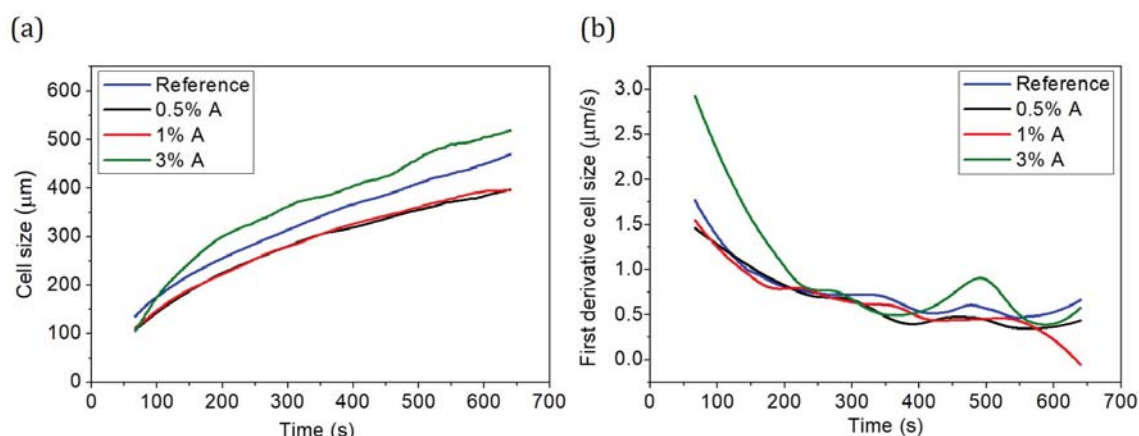 (a)
Cell size (μm)
600
500
400
300
200
100
0
Reference
0.5% A
1% A
3% A
0 100 200 300 400 500 600 700
Time (s)
(b)
First derivative cell size (μm/s)
3.0
2.5
2.0
1.5
1.0
0.5
0.0
Reference
0.5% A
1% A
3% A
0 100 200 300 400 500 600 700
Time (s)